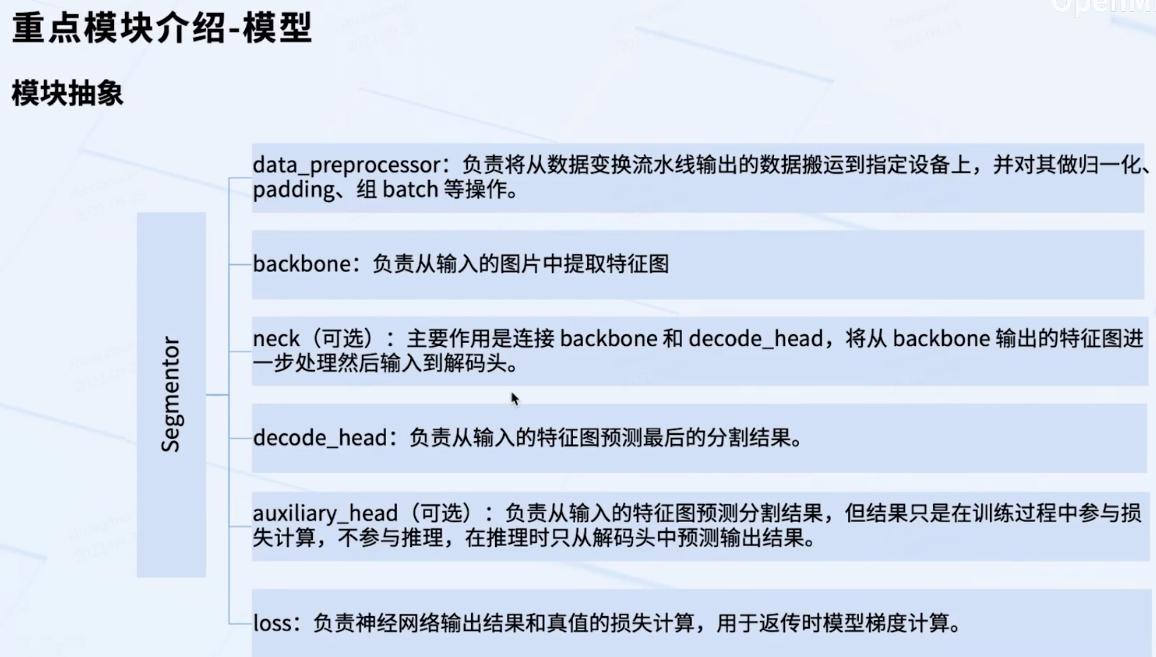 OpenM
重点模块介绍-模型
模块抽象
data_preprocessor：负责将从数据变换流水线输出的数据搬运到指定设备上，并对其做归一化、
padding、组 batch 等操作。
backbone：负责从输入的图片中提取特征图
neck（可选）：主要作用是连接 backbone 和 decode_head，将从 backbone 输出的特征图进
一步处理然后输入到解码头。
Segmentor
decode_head：负责从输入的特征图预测最后的分割结果。
auxiliary_head（可选）：负责从输入的特征图预测分割结果，但结果只是在训练过程中参与损
失计算，不参与推理，在推理时只从解码头中预测输出结果。
loss：负责神经网络输出结果和真值的损失计算，用于返传时模型梯度计算。